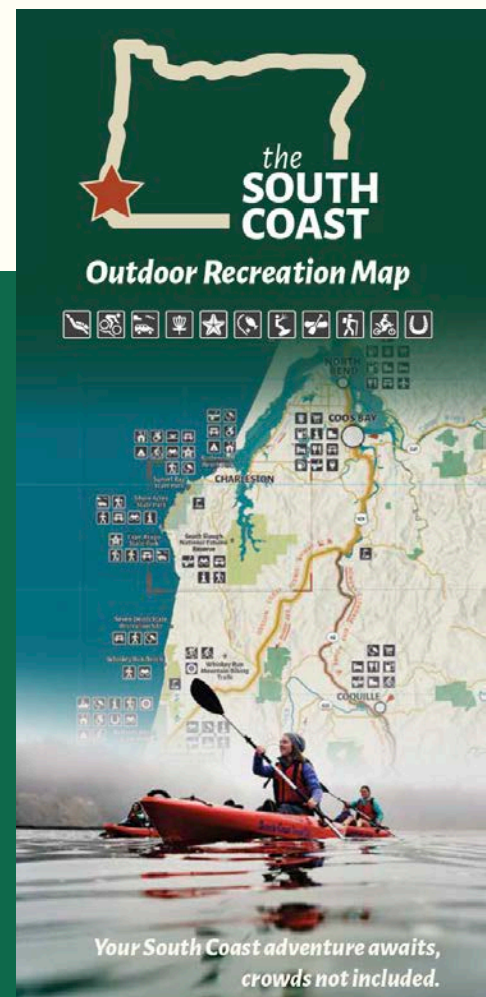 the
SOUTH
COAST
Outdoor Recreation Map
NORTH
BEND
COOS BAY
CHARLESTON
Sunset Bay
State Park
Shore Acres
State Park
Cape Arago
State Park
South Slough
National Estuarine
Reserve
Seven Devils State
Recreation Site
Whiskey Run Beach
Whiskey Run
Mountain Biking
Trails
COQUILLE
Your South Coast adventure awaits,
crowds not included.